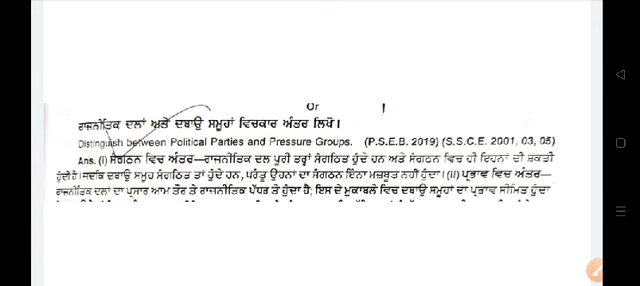 Or
ਰਾਜਨੀਤਿਕ ਦਲਾਂ ਅਤੇ ਦਬਾਉ ਸਮੂਹਾਂ ਵਿਚਕਾਰ ਅੰਤਰ ਲਿਖੋ।
Distinguish between Political Parties and Pressure Groups. (P.S.E.B. 2019) (S.S.C.E. 2001, 03, 05)
Ans. (i) ਸੰਗਠਨ ਵਿਚ ਅੰਤਰ—ਰਾਜਨੀਤਿਕ ਦਲ ਪੂਰੀ ਤਰ੍ਹਾਂ ਸੰਗਠਿਤ ਹੁੰਦੇ ਹਨ ਅਤੇ ਸੰਗਠਨ ਵਿਚ ਹੀ ਇਹਨਾਂ ਦੀ ਸ਼ਕਤੀ
ਹੁੰਦੀ ਹੈ। ਜਦਕਿ ਦਬਾਉ ਸਮੂਹ ਸੰਗਠਿਤ ਤਾਂ ਹੁੰਦੇ ਹਨ, ਪਰੰਤੂ ਉਹਨਾਂ ਦਾ ਸੰਗਠਨ ਇੰਨਾ ਮਜ਼ਬੂਤ ਨਹੀਂ ਹੁੰਦਾ। (ii) ਪ੍ਰਭਾਵ ਵਿਚ ਅੰਤਰ—
ਰਾਜਨੀਤਿਕ ਦਲਾਂ ਦਾ ਪ੍ਰਸਾਰ ਆਮ ਤੌਰ ਤੇ ਰਾਜਨੀਤਿਕ ਪੱਧਰ ਤੇ ਹੁੰਦਾ ਹੈ; ਇਸ ਦੇ ਮੁਕਾਬਲੇ ਵਿਚ ਦਬਾਉ ਸਮੂਹਾਂ ਦਾ ਪ੍ਰਭਾਵ ਸੀਮਿਤ ਹੁੰਦਾ